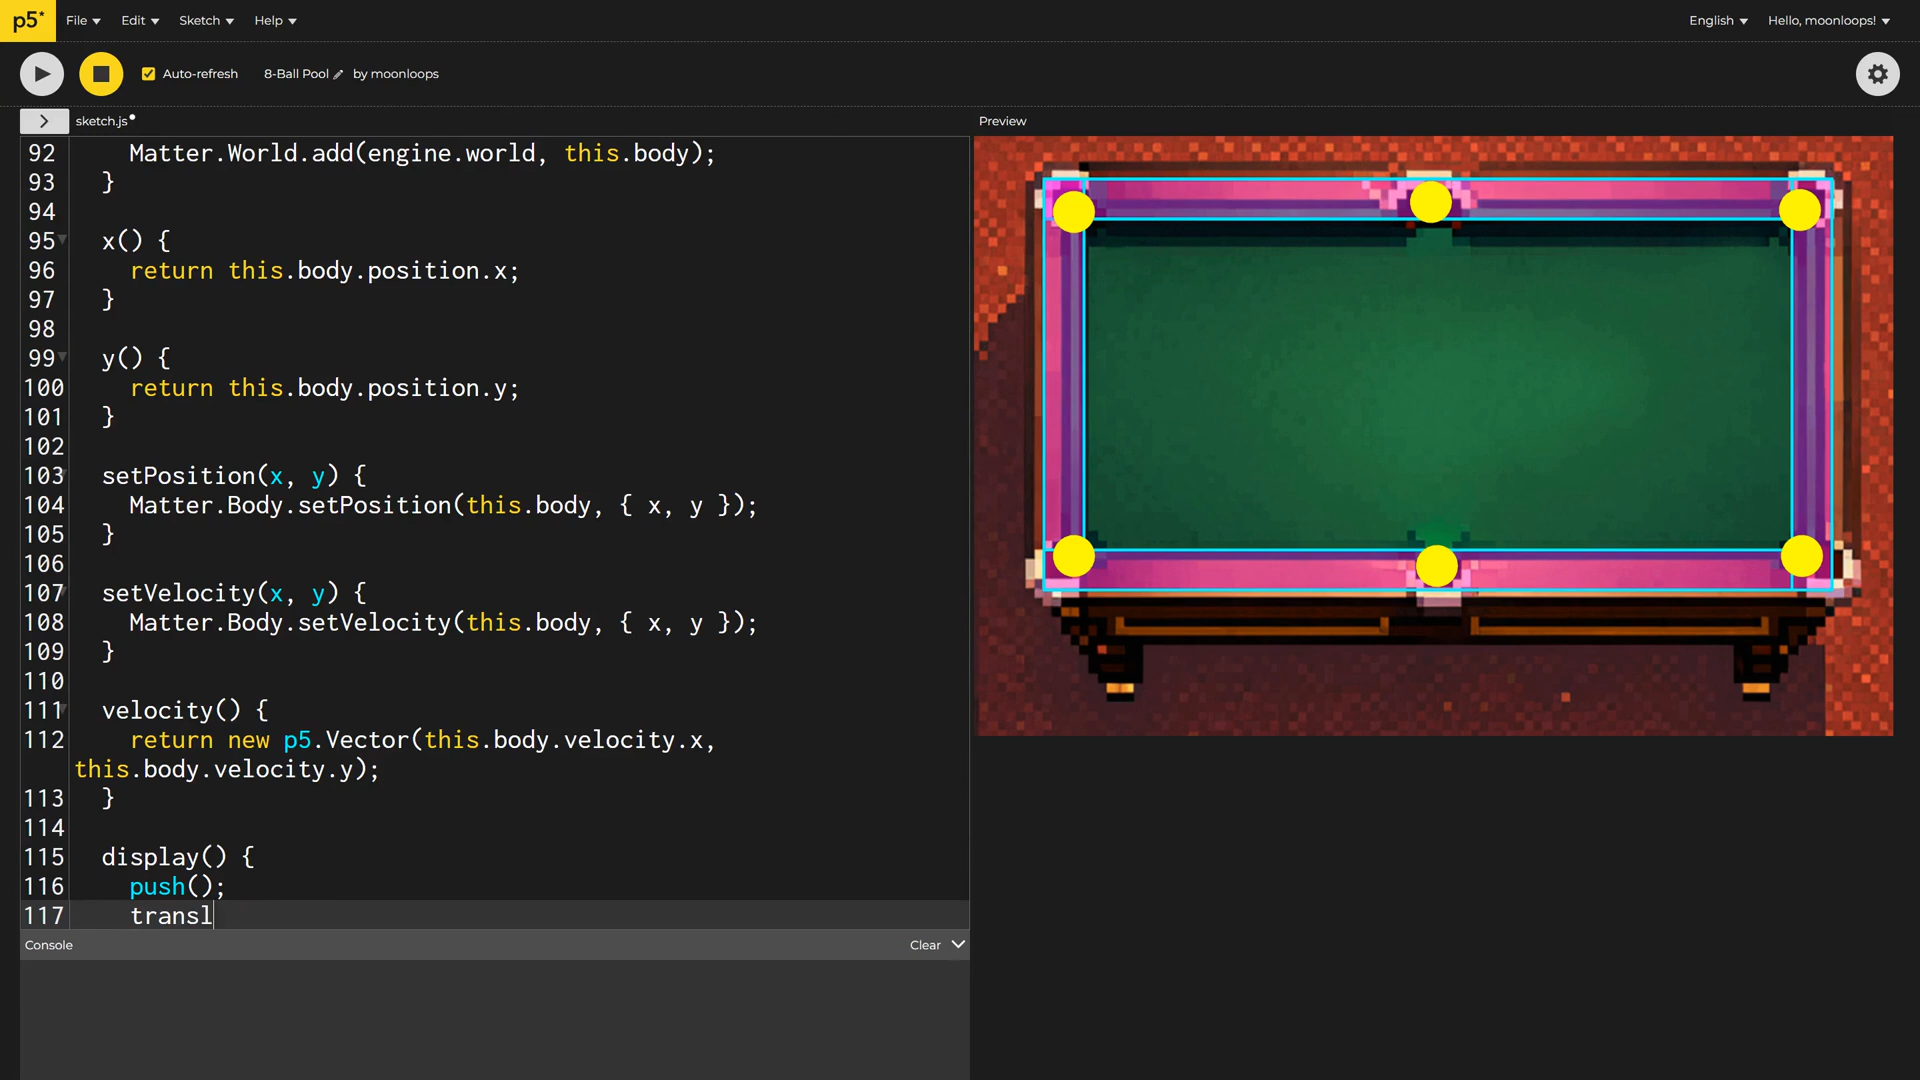 p5* File Edit Sketch Help English Hello, moonloops!
Auto-refresh 8-Ball Pool by moonloops
sketch.js
Preview
92 Matter.World.add(engine.world, this.body);
93 }
94
95 x() {
96 return this.body.position.x;
97 }
98
99 y() {
100 return this.body.position.y;
101 }
102
103 setPosition(x, y) {
104 Matter.Body.setPosition(this.body, { x, y });
105 }
106
107 setVelocity(x, y) {
108 Matter.Body.setVelocity(this.body, { x, y });
109 }
110
111 velocity() {
112 return new p5.Vector(this.body.velocity.x,
this.body.velocity.y);
113 }
114
115 display() {
116 push();
117 transl
Console Clear